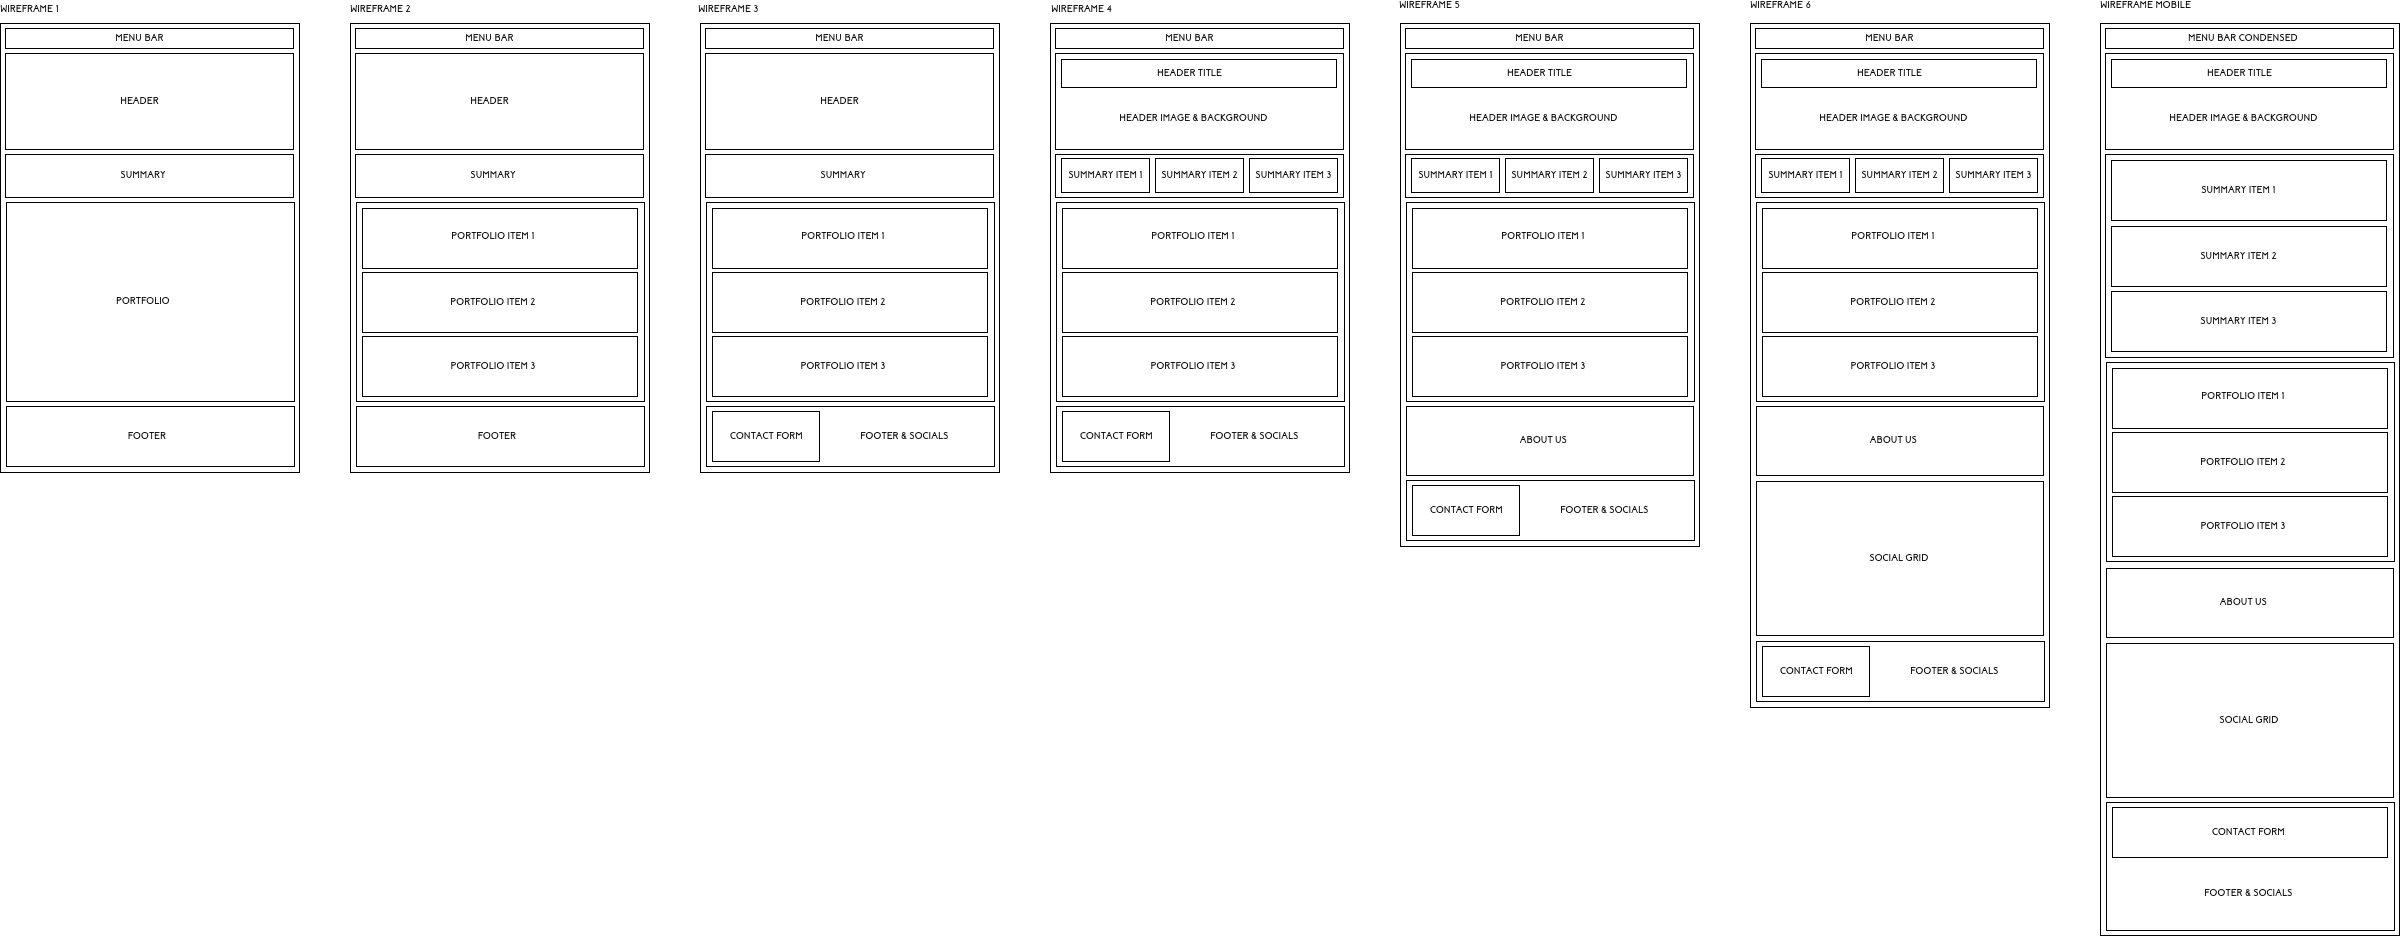 WIREFRAME 1
MENU BAR
HEADER
SUMMARY
PORTFOLIO
FOOTER
WIREFRAME 2
MENU BAR
HEADER
SUMMARY
PORTFOLIO ITEM 1
PORTFOLIO ITEM 2
PORTFOLIO ITEM 3
FOOTER
WIREFRAME 3
MENU BAR
HEADER
SUMMARY
PORTFOLIO ITEM 1
PORTFOLIO ITEM 2
PORTFOLIO ITEM 3
CONTACT FORM
FOOTER & SOCIALS
WIREFRAME 4
MENU BAR
HEADER TITLE
HEADER IMAGE & BACKGROUND
SUMMARY ITEM 1
SUMMARY ITEM 2
SUMMARY ITEM 3
PORTFOLIO ITEM 1
PORTFOLIO ITEM 2
PORTFOLIO ITEM 3
CONTACT FORM
FOOTER & SOCIALS
WIREFRAME 5
MENU BAR
HEADER TITLE
HEADER IMAGE & BACKGROUND
SUMMARY ITEM 1
SUMMARY ITEM 2
SUMMARY ITEM 3
PORTFOLIO ITEM 1
PORTFOLIO ITEM 2
PORTFOLIO ITEM 3
ABOUT US
CONTACT FORM
FOOTER & SOCIALS
WIREFRAME 6
MENU BAR
HEADER TITLE
HEADER IMAGE & BACKGROUND
SUMMARY ITEM 1
SUMMARY ITEM 2
SUMMARY ITEM 3
PORTFOLIO ITEM 1
PORTFOLIO ITEM 2
PORTFOLIO ITEM 3
ABOUT US
SOCIAL GRID
CONTACT FORM
FOOTER & SOCIALS
WIREFRAME MOBILE
MENU BAR CONDENSED
HEADER TITLE
HEADER IMAGE & BACKGROUND
SUMMARY ITEM 1
SUMMARY ITEM 2
SUMMARY ITEM 3
PORTFOLIO ITEM 1
PORTFOLIO ITEM 2
PORTFOLIO ITEM 3
ABOUT US
SOCIAL GRID
CONTACT FORM
FOOTER & SOCIALS